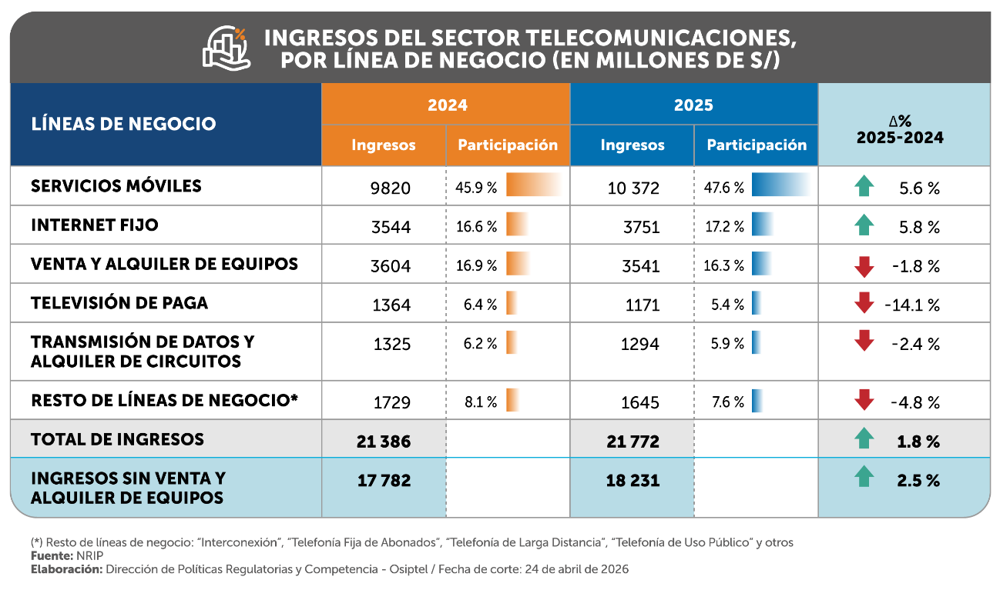 INGRESOS DEL SECTOR TELECOMUNICACIONES,
POR LÍNEA DE NEGOCIO (EN MILLONES DE S/)
LÍNEAS DE NEGOCIO
2024
2025
Δ%
2025-2024
Ingresos Participación Ingresos Participación
SERVICIOS MÓVILES 9820 45.9 % 10 372 47.6 % 5.6 %
INTERNET FIJO 3544 16.6 % 3751 17.2 % 5.8 %
VENTA Y ALQUILER DE EQUIPOS 3604 16.9 % 3541 16.3 % -1.8 %
TELEVISIÓN DE PAGA 1364 6.4 % 1171 5.4 % -14.1 %
TRANSMISIÓN DE DATOS Y
ALQUILER DE CIRCUITOS 1325 6.2 % 1294 5.9 % -2.4 %
RESTO DE LÍNEAS DE NEGOCIO* 1729 8.1 % 1645 7.6 % -4.8 %
TOTAL DE INGRESOS 21 386 21 772 1.8 %
INGRESOS SIN VENTA Y
ALQUILER DE EQUIPOS 17 782 18 231 2.5 %
(*) Resto de líneas de negocio: "Interconexión", "Telefonía Fija de Abonados", "Telefonía de Larga Distancia", "Telefonía de Uso Público" y otros
Fuente: NRIP
Elaboración: Dirección de Políticas Regulatorias y Competencia - Osiptel / Fecha de corte: 24 de abril de 2026